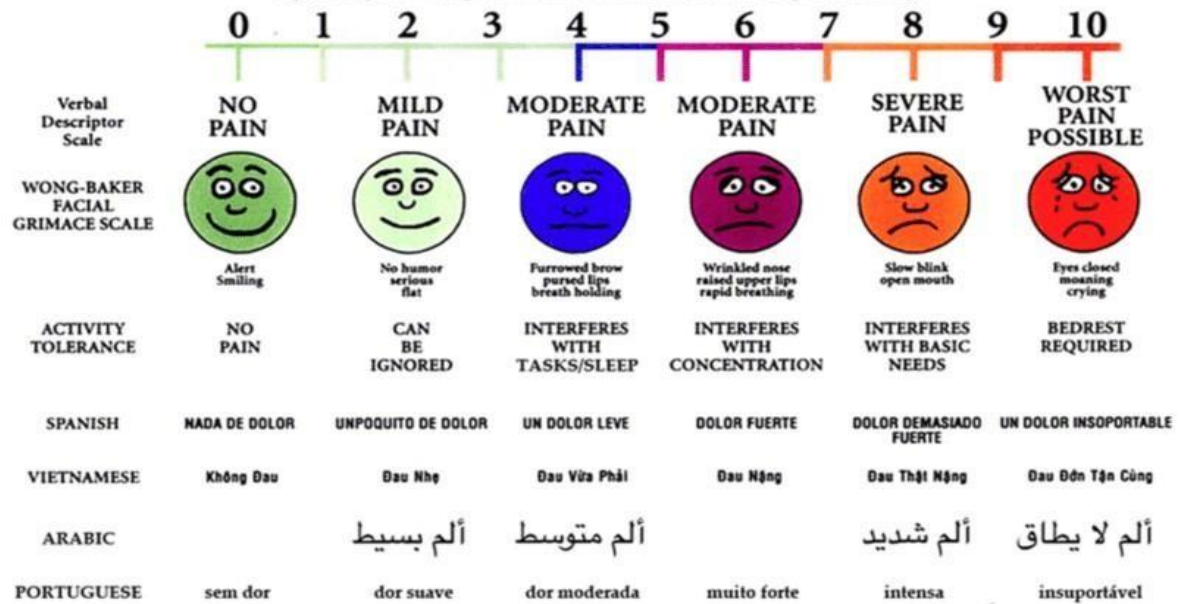 0 1 2 3 4 5 6 7 8 9 10
Verbal Descriptor Scale
NO PAIN
MILD PAIN
MODERATE PAIN
MODERATE PAIN
SEVERE PAIN
WORST PAIN POSSIBLE
WONG-BAKER FACIAL GRIMACE SCALE
Alert Smiling
No humor serious flat
Furrowed brow pursed lips breath holding
Wrinkled nose raised upper lips rapid breathing
Slow blink open mouth
Eyes closed moaning crying
ACTIVITY TOLERANCE
NO PAIN
CAN BE IGNORED
INTERFERES WITH TASKS/SLEEP
INTERFERES WITH CONCENTRATION
INTERFERES WITH BASIC NEEDS
BEDREST REQUIRED
SPANISH
NADA DE DOLOR
UNPOQUITO DE DOLOR
UN DOLOR LEVE
DOLOR FUERTE
DOLOR DEMASIADO FUERTE
UN DOLOR INSOPORTABLE
VIETNAMESE
Không Đau
Đau Nhẹ
Đau Vừa Phải
Đau Nặng
Đau Thật Nặng
Đau Đớn Tận Cùng
ARABIC
ألم بسيط
ألم متوسط
ألم شديد
ألم لا يطاق
PORTUGUESE
sem dor
dor suave
dor moderada
muito forte
intensa
insuportável